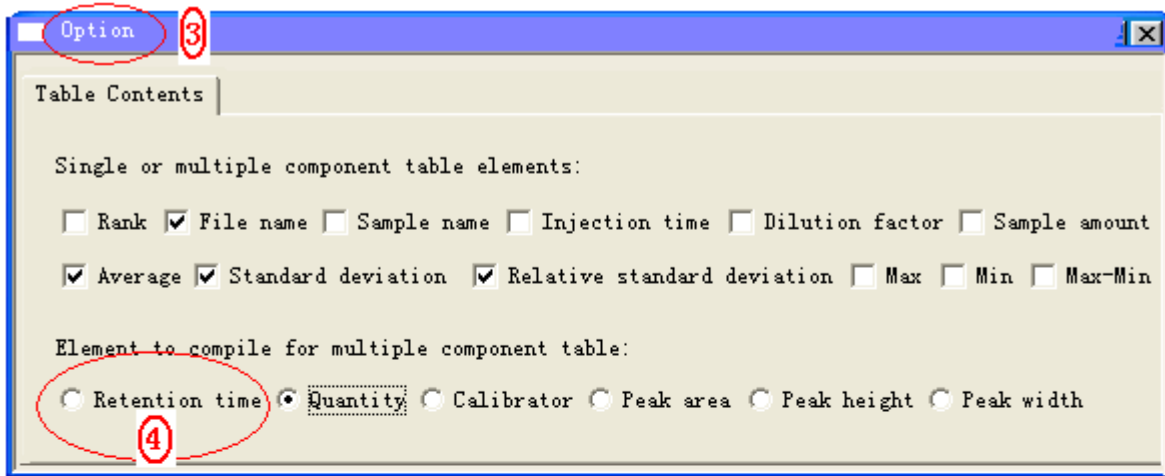 Option 3
Table Contents
Single or multiple component table elements:
Rank File name Sample name Injection time Dilution factor Sample amount
Average Standard deviation Relative standard deviation Max Min Max-Min
Element to compile for multiple component table:
Retention time Quantity Calibrator Peak area Peak height Peak width
4